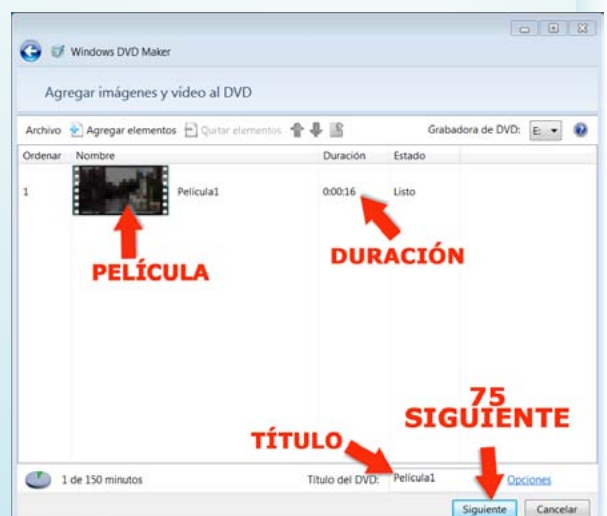 Windows DVD Maker
Agregar imágenes y vídeo al DVD
Archivo Agregar elementos Quitar elementos Grabadora de DVD: E:
Ordenar Nombre Duración Estado
1 Película1 0:00:16 Listo
PELÍCULA
DURACIÓN
75
SIGUIENTE
TÍTULO
1 de 150 minutos Título del DVD: Película1 Opciones
Siguiente Cancelar